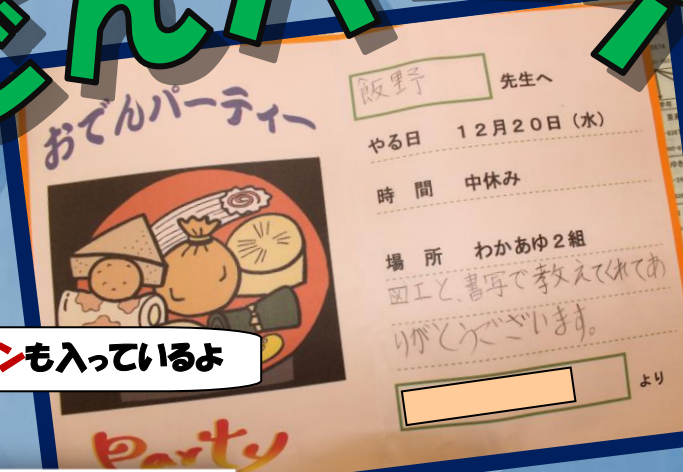 おでんパーティー
飯野 先生へ
やる日 12月20日（水）
時間 中休み
場所 わかあゆ2組
図工と、書写で教えてくれてあ
りがとうございます。
より
ンも入っているよ
Party